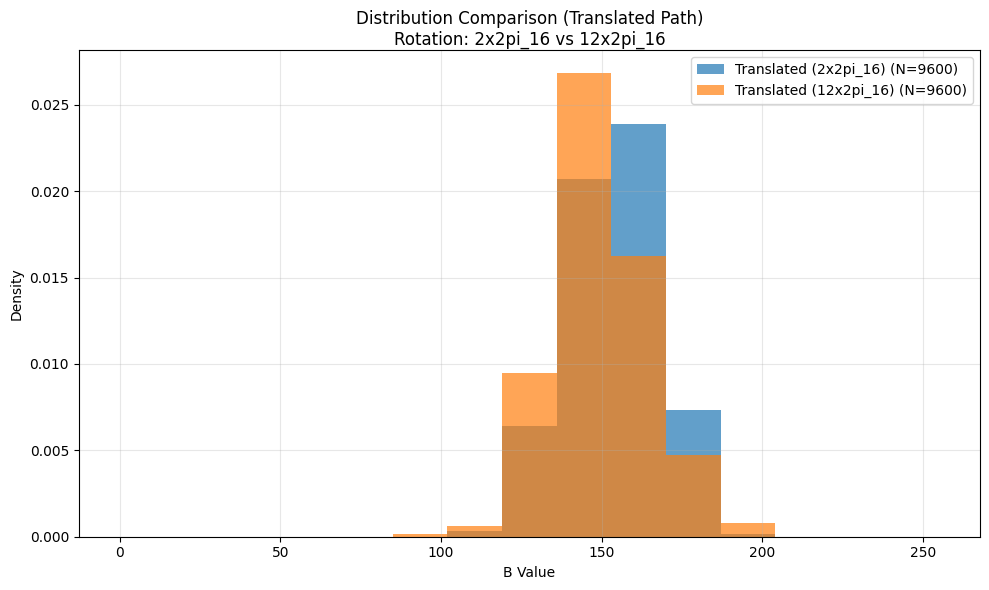 Distribution Comparison (Translated Path)
Rotation: 2x2pi_16 vs 12x2pi_16
Translated (2x2pi_16) (N=9600)
Translated (12x2pi_16) (N=9600)
Density
0.025
0.020
0.015
0.010
0.005
0.000
0
50
100
150
200
250
B Value